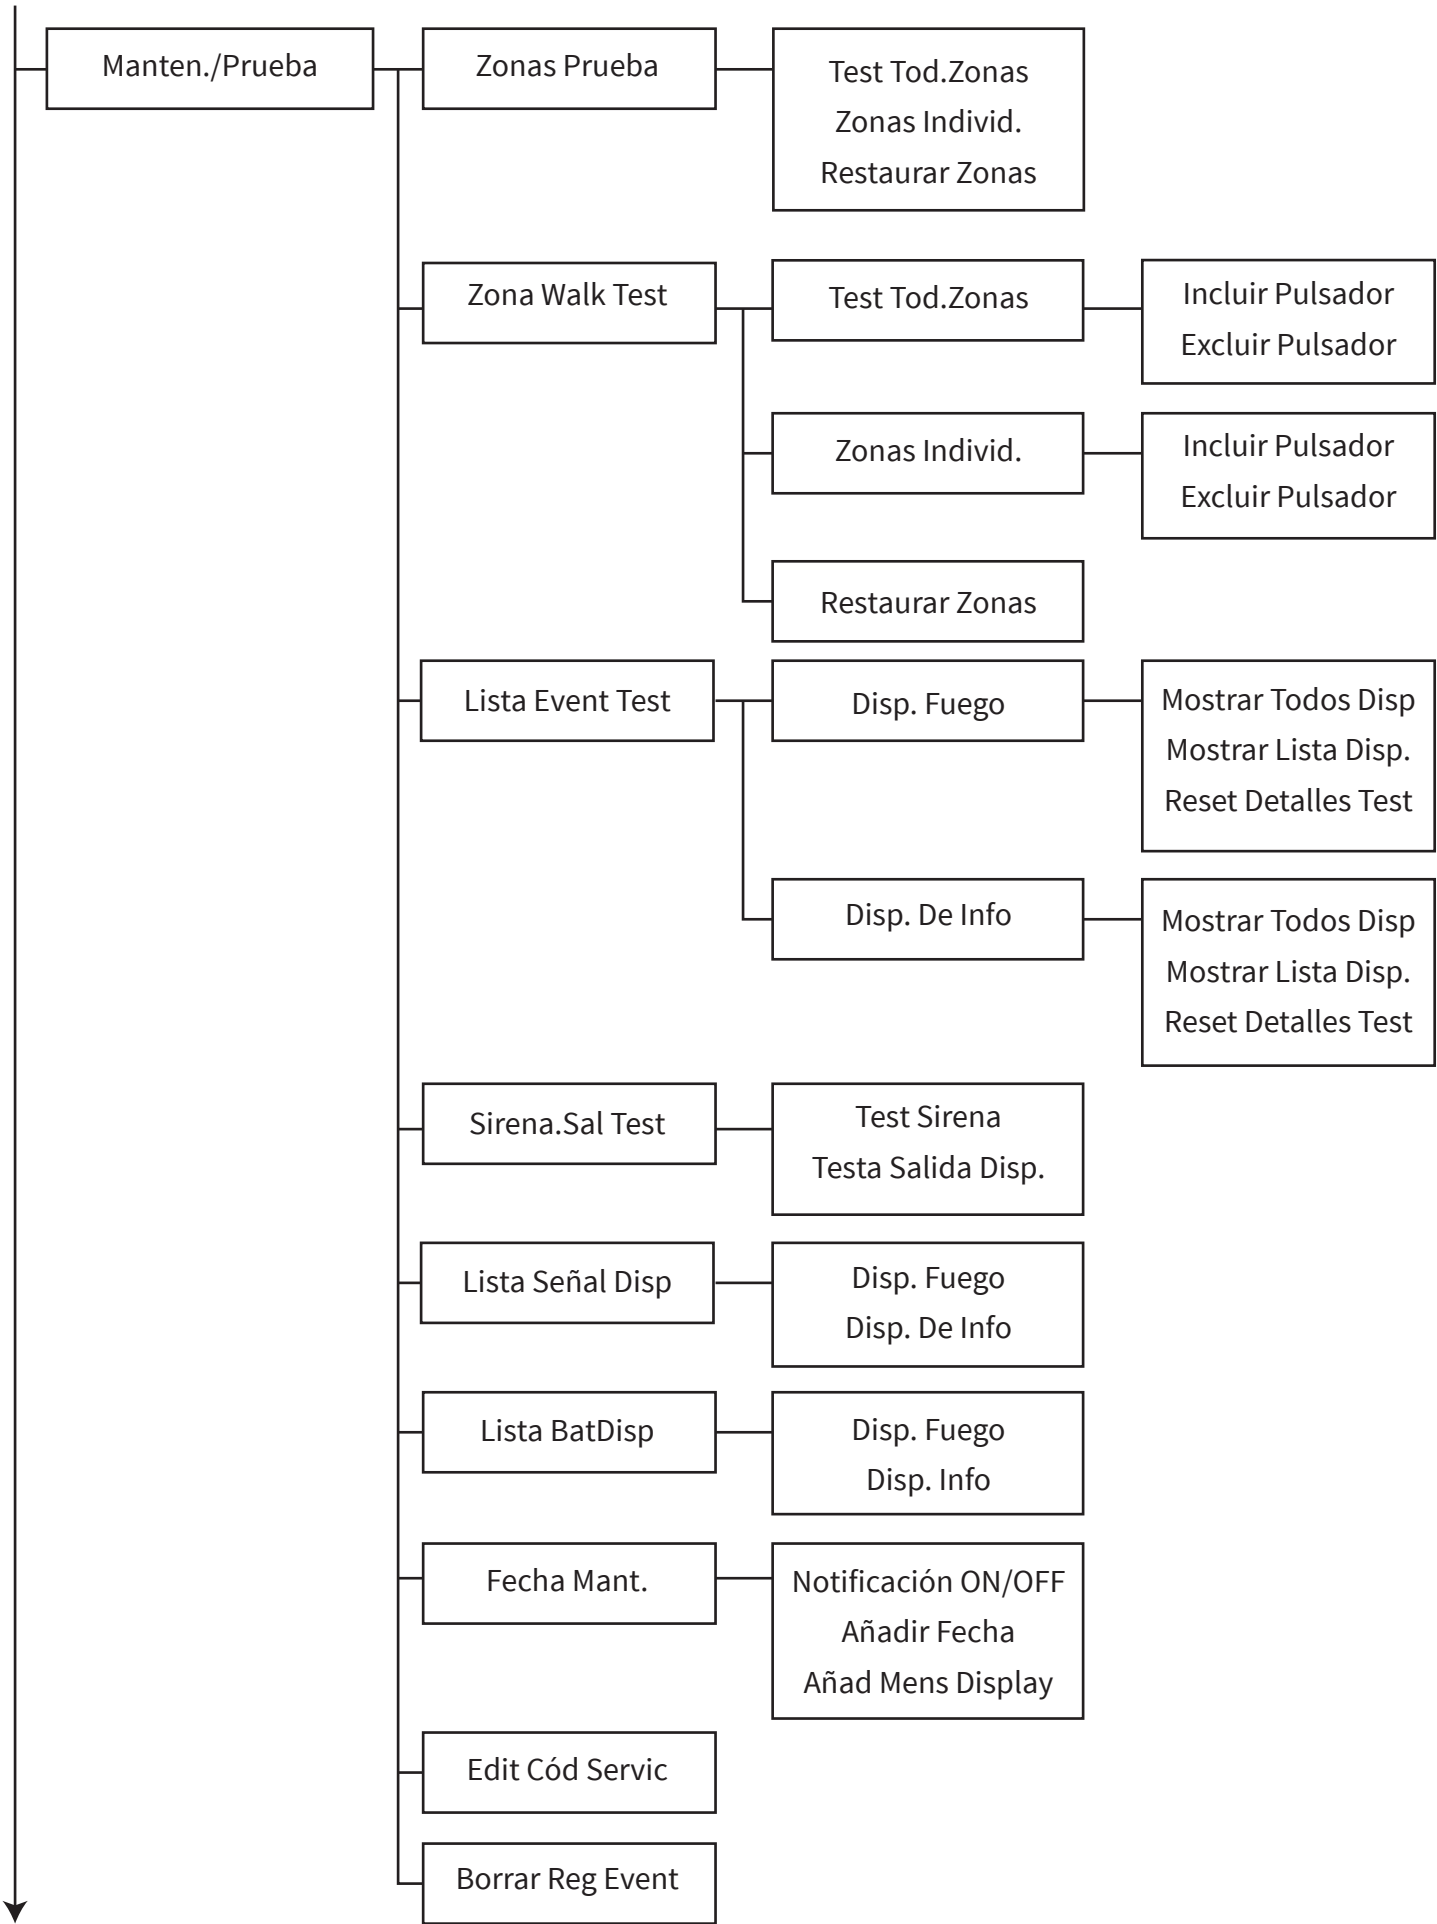 Manten./Prueba
Zonas Prueba
Test Tod.Zonas
Zonas Individ.
Restaurar Zonas
Zona Walk Test
Test Tod.Zonas
Incluir Pulsador
Excluir Pulsador
Zonas Individ.
Incluir Pulsador
Excluir Pulsador
Restaurar Zonas
Lista Event Test
Disp. Fuego
Mostrar Todos Disp
Mostrar Lista Disp.
Reset Detalles Test
Disp. De Info
Mostrar Todos Disp
Mostrar Lista Disp.
Reset Detalles Test
Sirena.Sal Test
Test Sirena
Testa Salida Disp.
Lista Señal Disp
Disp. Fuego
Disp. De Info
Lista BatDisp
Disp. Fuego
Disp. Info
Fecha Mant.
Notificación ON/OFF
Añadir Fecha
Añad Mens Display
Edit Cód Servic
Borrar Reg Event